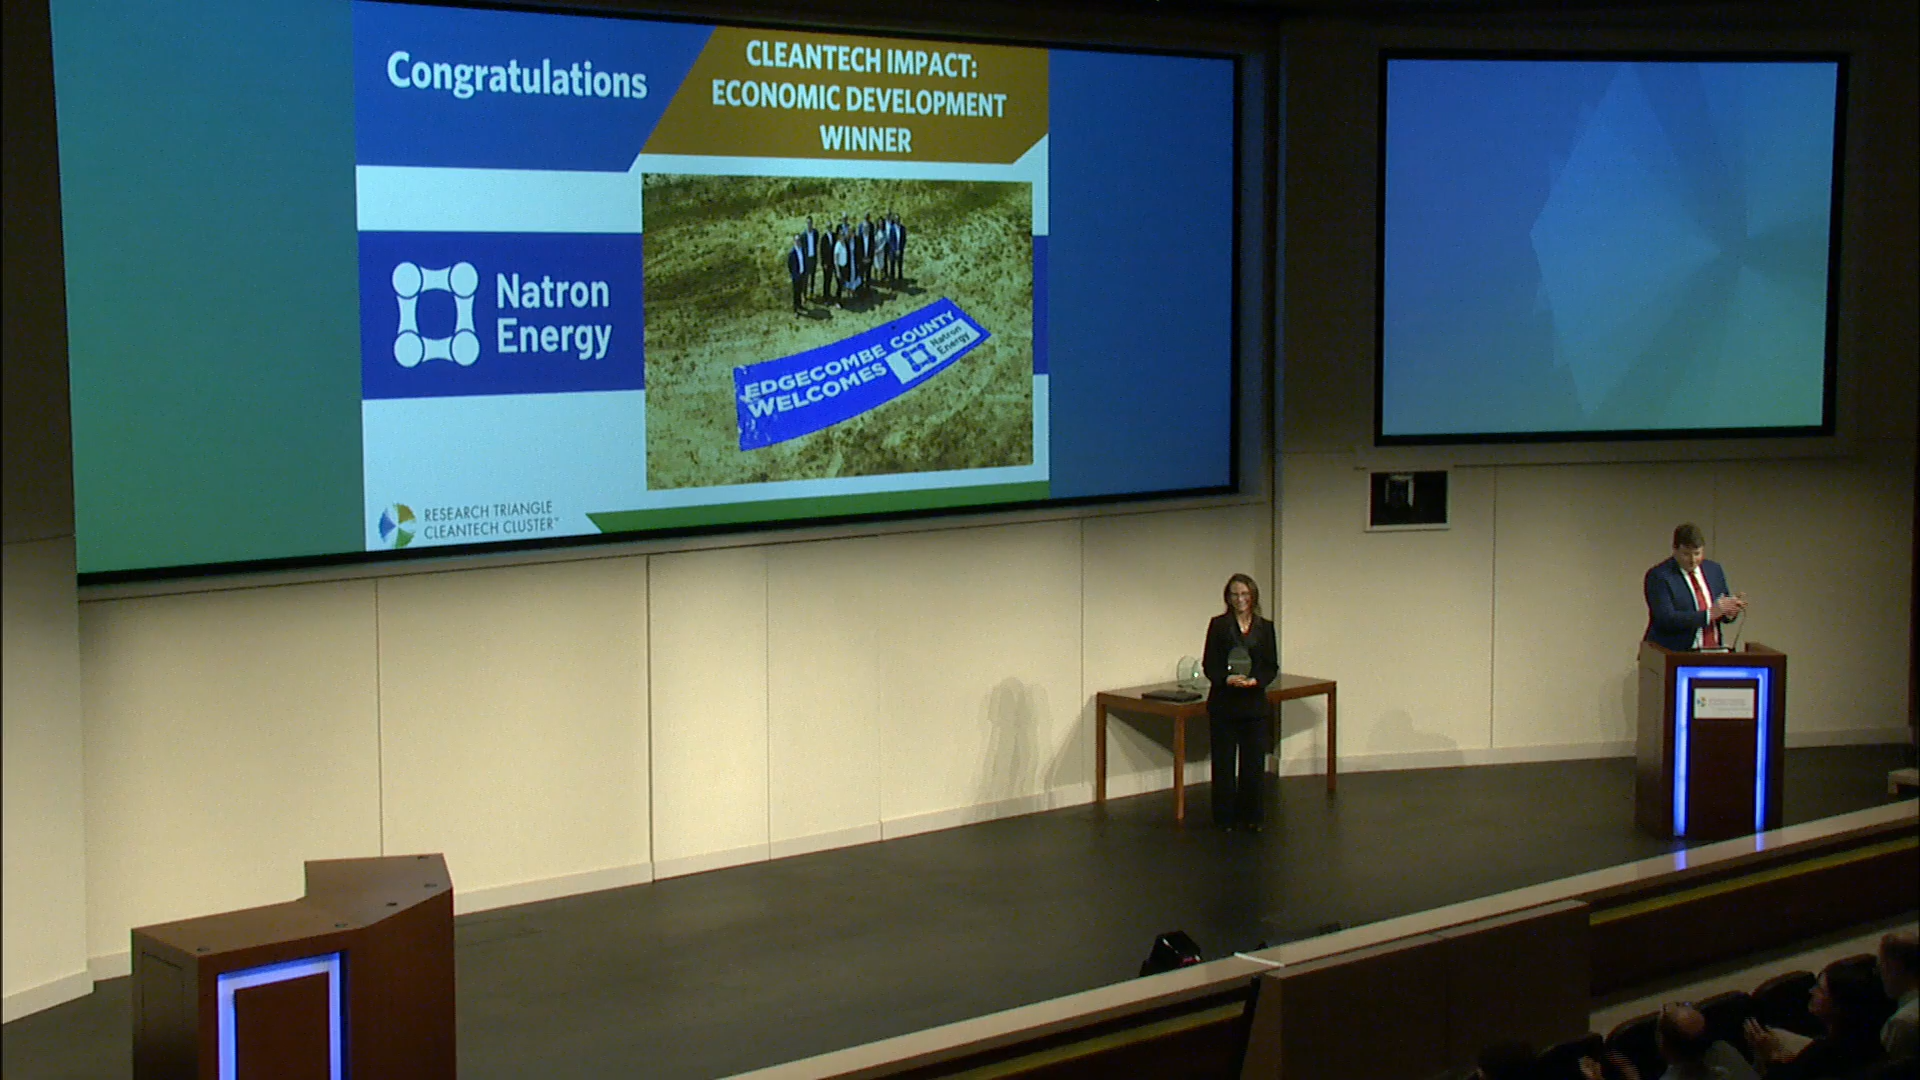 Congratulations
CLEANTECH IMPACT:
ECONOMIC DEVELOPMENT
WINNER
Natron
Energy
EDGECOMBE COUNTY
WELCOMES
Natron
Energy
RESEARCH TRIANGLE
CLEANTECH CLUSTER